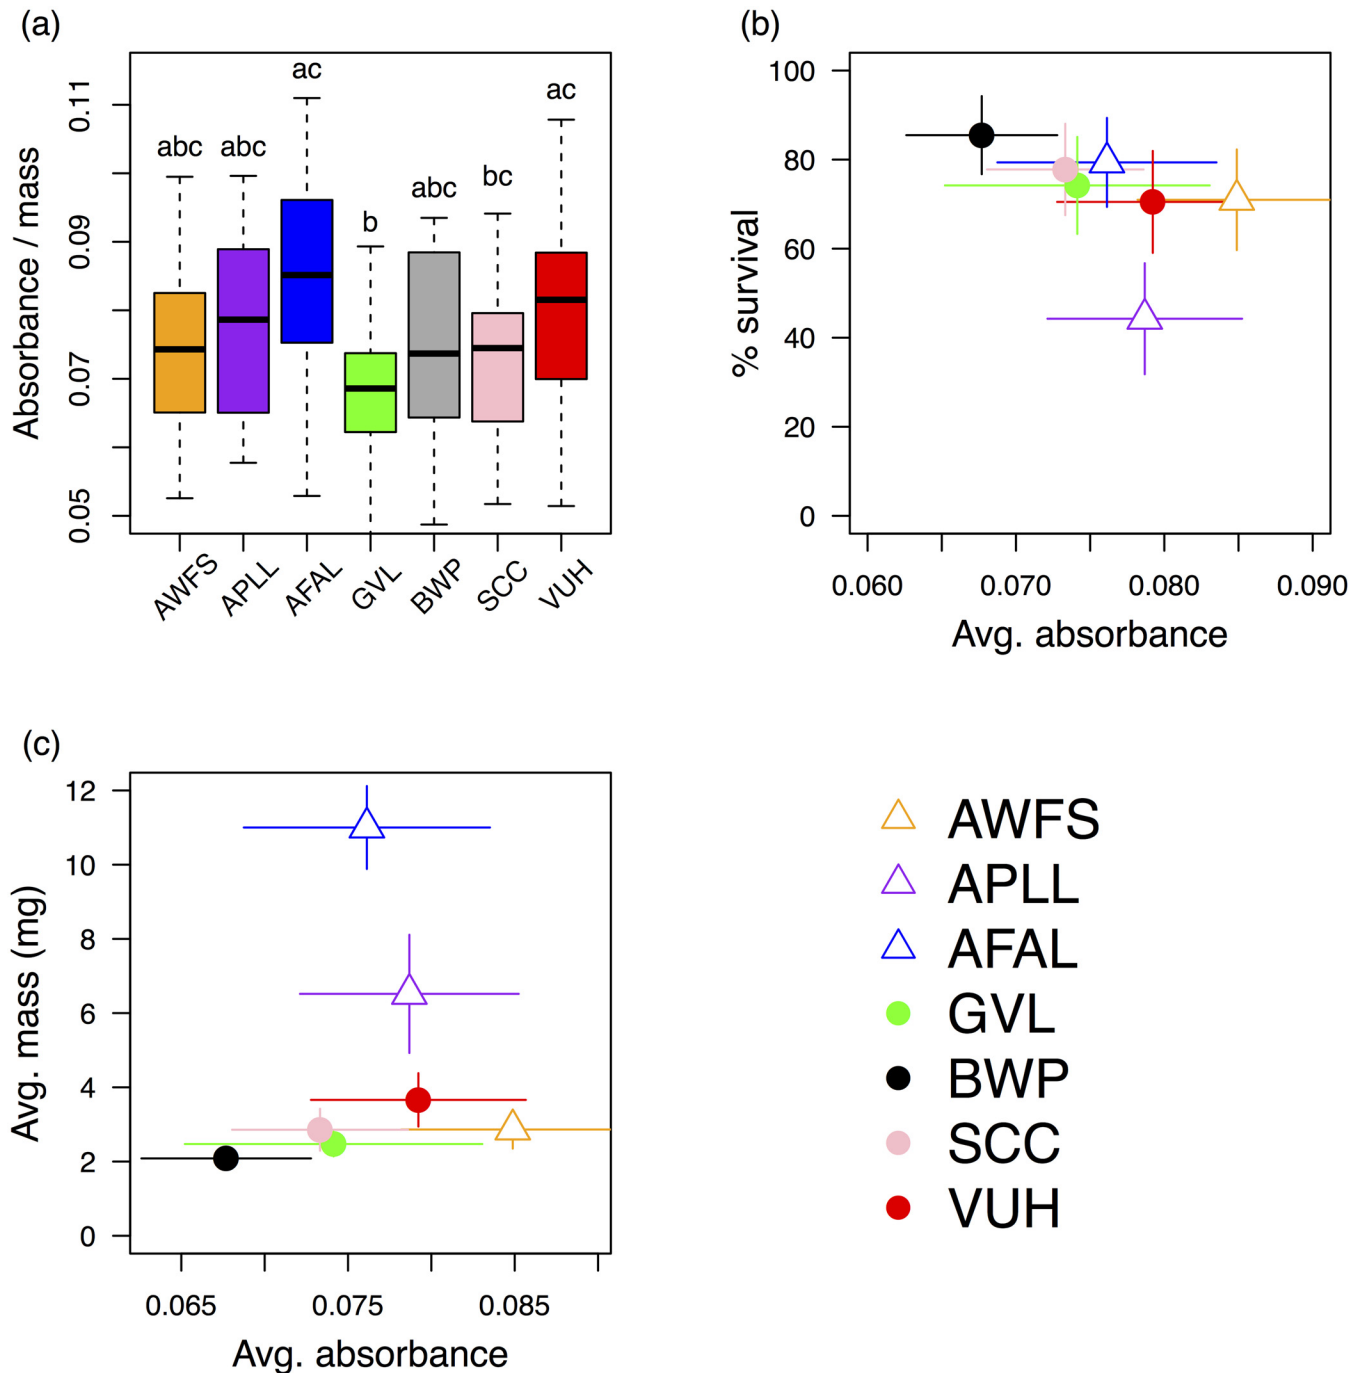 (a)
Absorbance / mass
0.11
0.09
0.07
0.05
abc
abc
ac
b
abc
bc
ac
AWFS
APLL
AFAL
GVL
BWP
SCC
VUH
(b)
% survival
100
80
60
40
20
0
0.060
0.070
0.080
0.090
Avg. absorbance
(c)
Avg. mass (mg)
12
10
8
6
4
2
0
0.065
0.075
0.085
Avg. absorbance
AWFS
APLL
AFAL
GVL
BWP
SCC
VUH